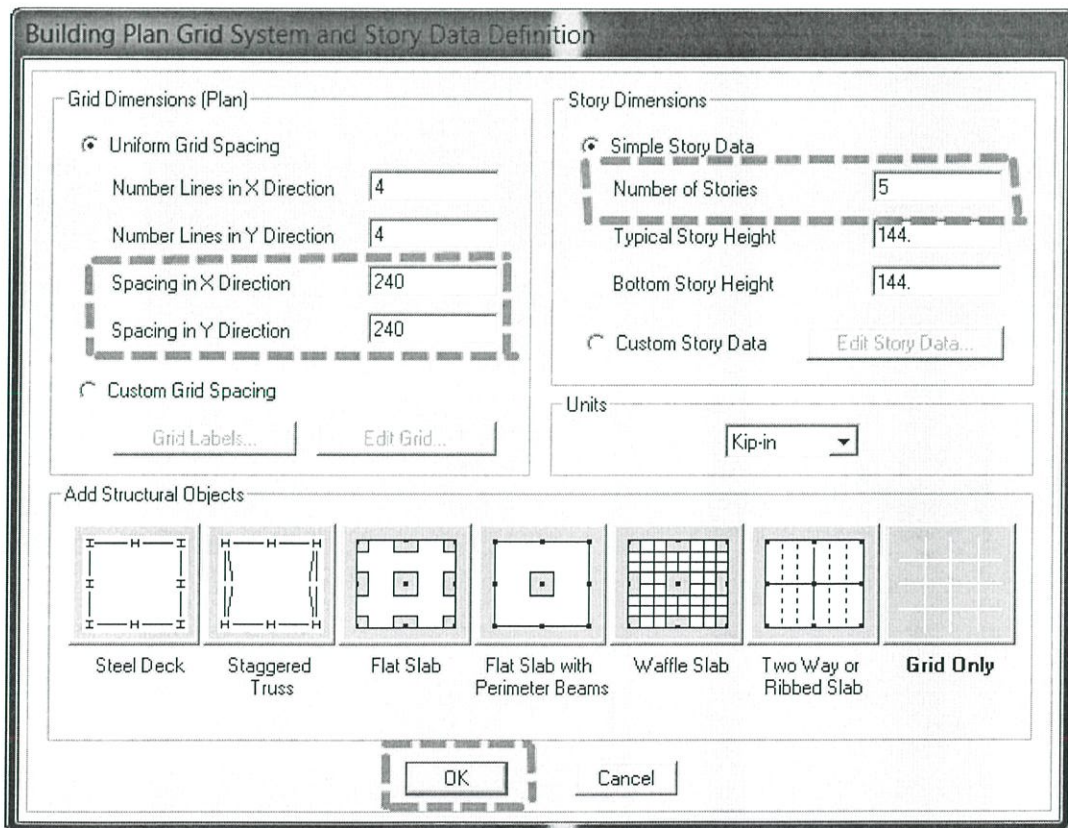 Building Plan Grid System and Story Data Definition
Grid Dimensions (Plan)
Uniform Grid Spacing
Number Lines in X Direction
4
Number Lines in Y Direction
4
Spacing in X Direction
240
Spacing in Y Direction
240
Custom Grid Spacing
Grid Labels...
Edit Grid...
Story Dimensions
Simple Story Data
Number of Stories
5
Typical Story Height
144.
Bottom Story Height
144.
Custom Story Data
Edit Story Data...
Units
Kip-in
Add Structural Objects
Steel Deck
Staggered
Truss
Flat Slab
Flat Slab with
Perimeter Beams
Waffle Slab
Two Way or
Ribbed Slab
Grid Only
OK
Cancel